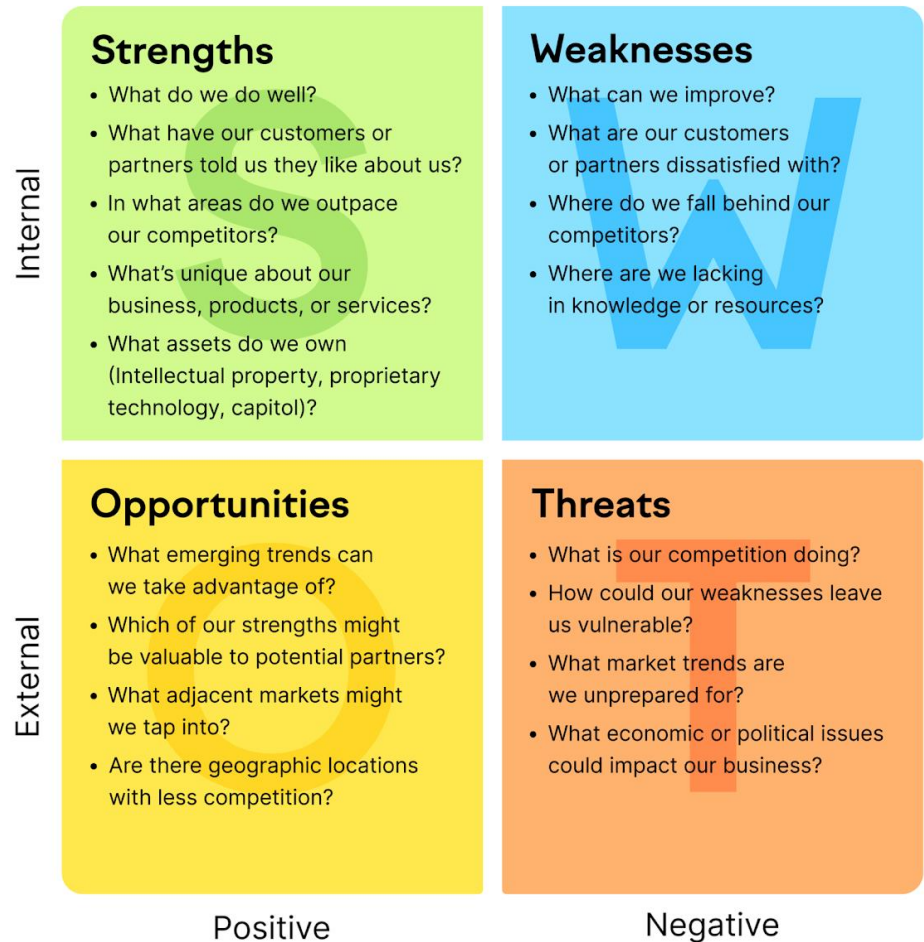 Internal
Strengths
• What do we do well?
• What have our customers or
partners told us they like about us?
• In what areas do we outpace
our competitors?
• What's unique about our
business, products, or services?
• What assets do we own
(Intellectual property, proprietary
technology, capitol)?
S
Weaknesses
• What can we improve?
• What are our customers
or partners dissatisfied with?
• Where do we fall behind our
competitors?
• Where are we lacking
in knowledge or resources?
W
External
Opportunities
• What emerging trends can
we take advantage of?
• Which of our strengths might
be valuable to potential partners?
• What adjacent markets might
we tap into?
• Are there geographic locations
with less competition?
O
Threats
• What is our competition doing?
• How could our weaknesses leave
us vulnerable?
• What market trends are
we unprepared for?
• What economic or political issues
could impact our business?
T
Positive
Negative